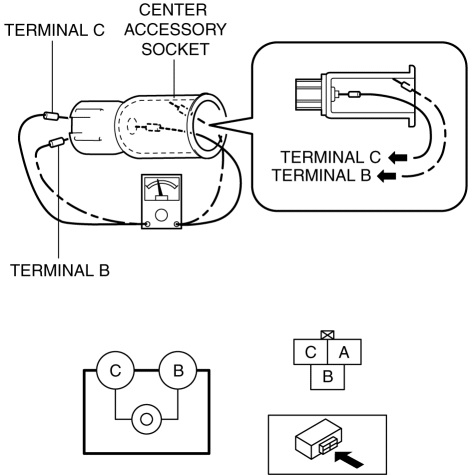 CENTER
ACCESSORY
SOCKET
TERMINAL C
TERMINAL C
TERMINAL B
TERMINAL B
C B
C A
B